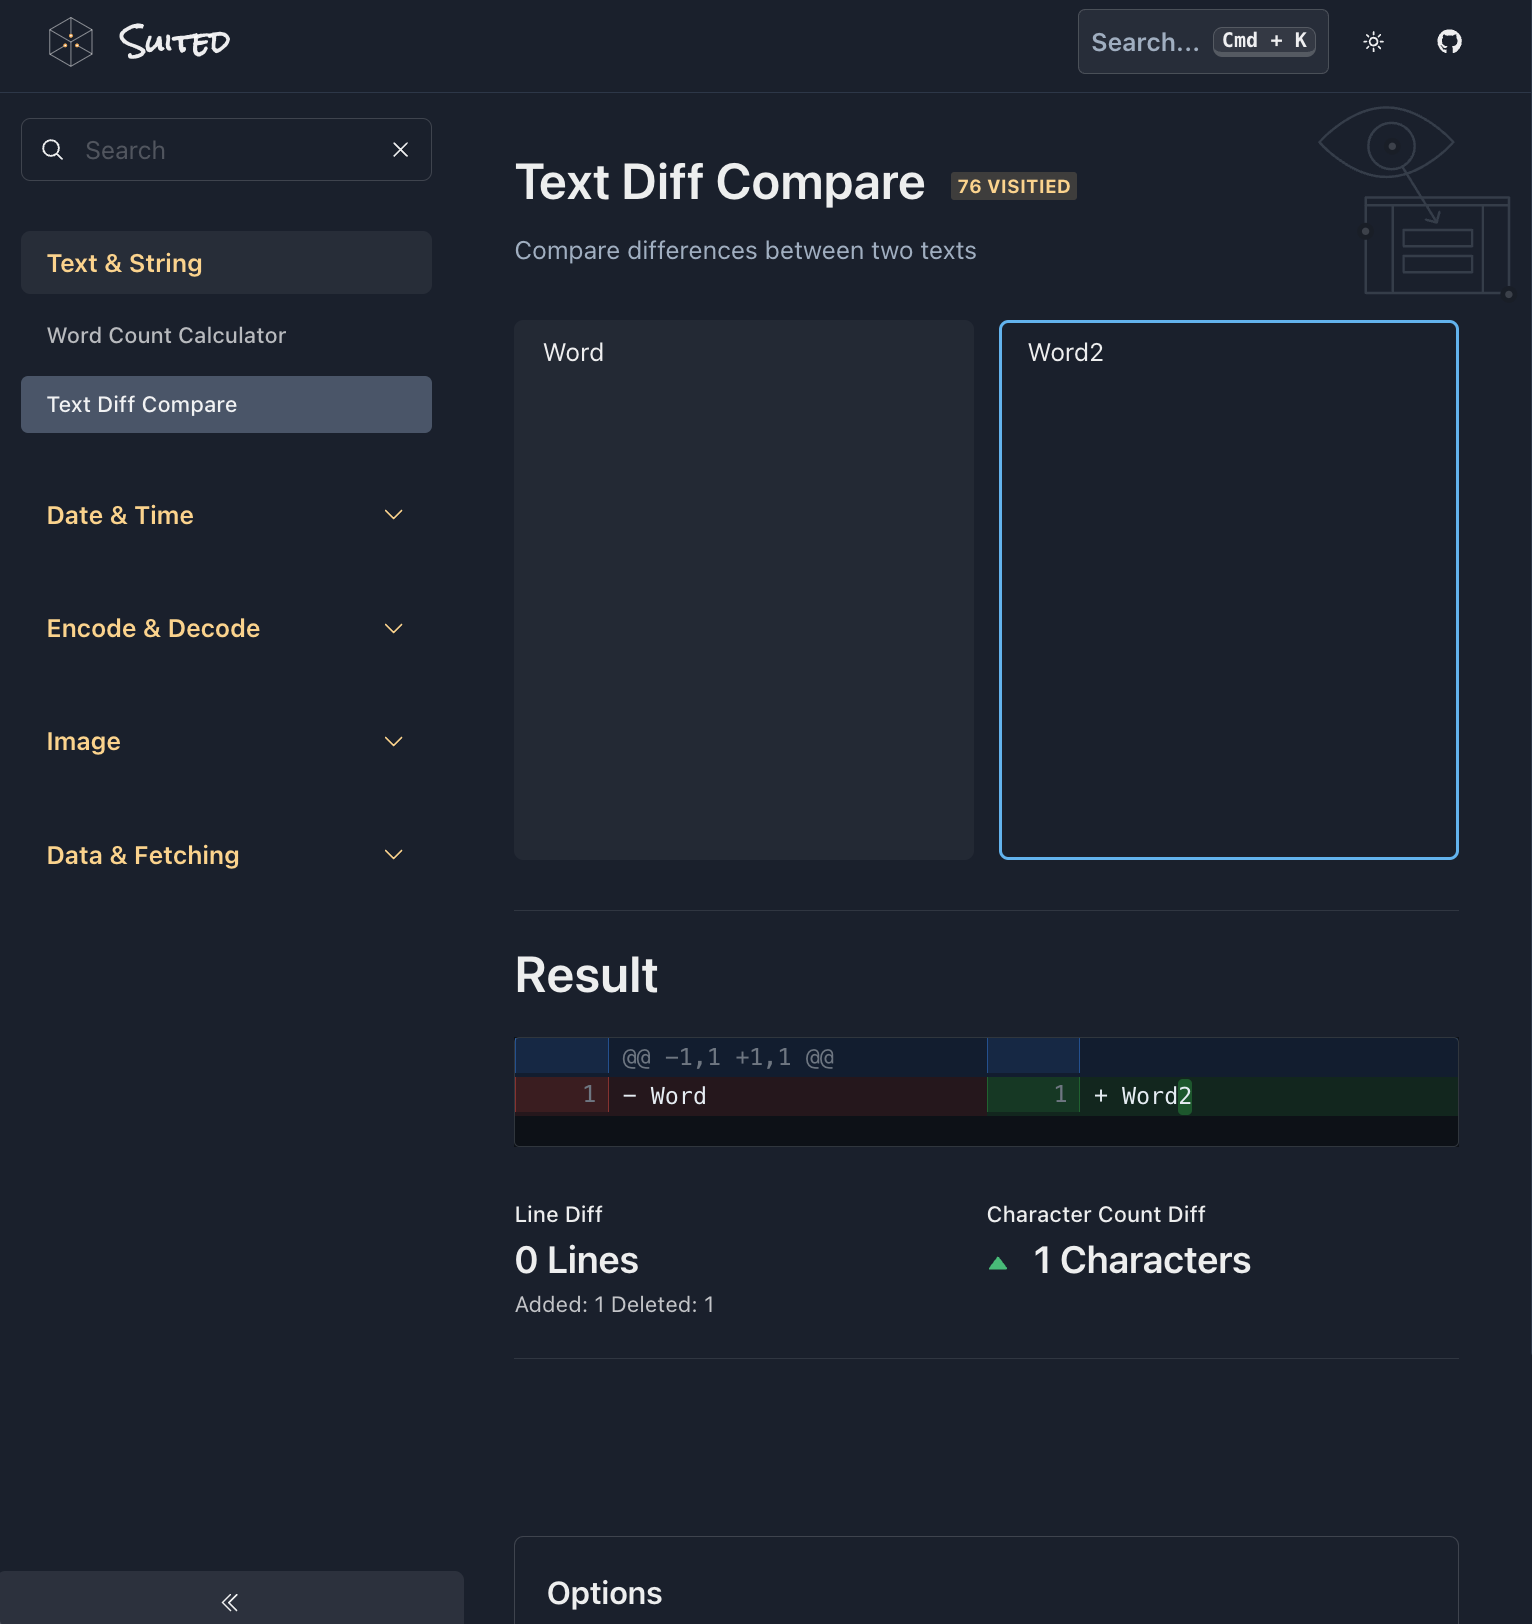 Suited
Search... Cmd + K
Search
Text & String
Word Count Calculator
Text Diff Compare
Date & Time
Encode & Decode
Image
Data & Fetching
Text Diff Compare 76 VISITIED
Compare differences between two texts
Word
Word2
Result
@@ -1,1 +1,1 @@
1 - Word 1 + Word2
Line Diff
0 Lines
Added: 1 Deleted: 1
Character Count Diff
1 Characters
Options